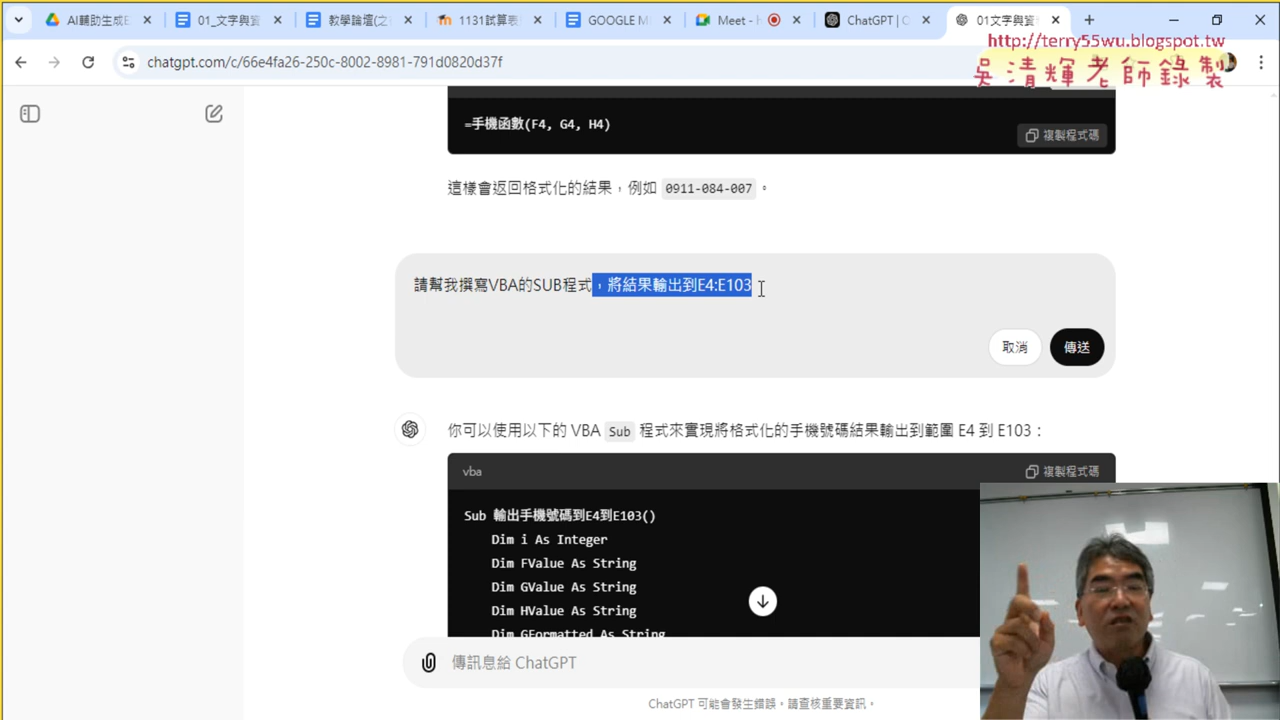 AI輔助生成E
01_文字與資
教學論壇(之
1131試算表
GOOGLE M
Meet -
ChatGPT | C
01文字與資
http://terry55wu.blogspot.tw
吳清輝老師錄製
chatgpt.com/c/66e4fa26-250c-8002-8981-791d0820d37f
=手機函數(F4, G4, H4)
複製程式碼
這樣會返回格式化的結果，例如 0911-084-007 。
請幫我撰寫VBA的SUB程式，將結果輸出到E4:E103
取消
傳送
你可以使用以下的 VBA Sub 程式來實現將格式化的手機號碼結果輸出到範圍 E4 到 E103：
vba
複製程式碼
Sub 輸出手機號碼到E4到E103()
Dim i As Integer
Dim FValue As String
Dim GValue As String
Dim HValue As String
Dim GFormatted As String
傳訊息給 ChatGPT
ChatGPT 可能會發生錯誤。請查核重要資訊。